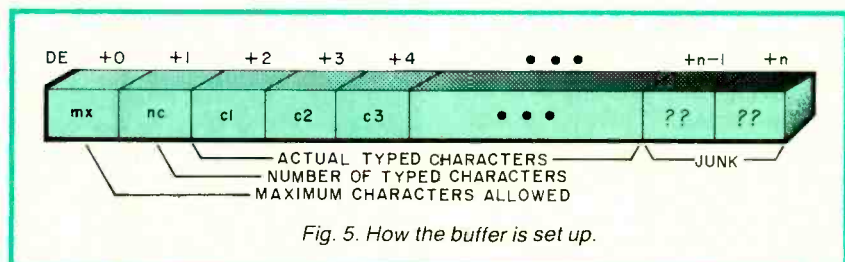 DE +0 +1 +2 +3 +4 ● ● ● +n-1 +n
mx nc c1 c2 c3 ● ● ● ?? ??
ACTUAL TYPED CHARACTERS JUNK
NUMBER OF TYPED CHARACTERS
MAXIMUM CHARACTERS ALLOWED
Fig. 5. How the buffer is set up.